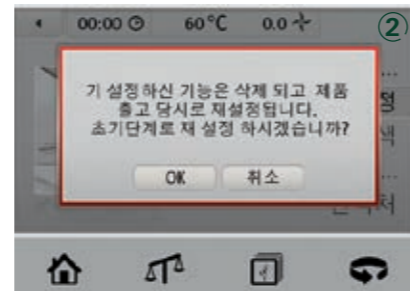 00:00 60°C 0.0 ②
기 설정하신 기능은 삭제 되고 제품
출고 당시로 재설정됩니다.
초기단계로 재 설정 하시겠습니까?
OK 취소